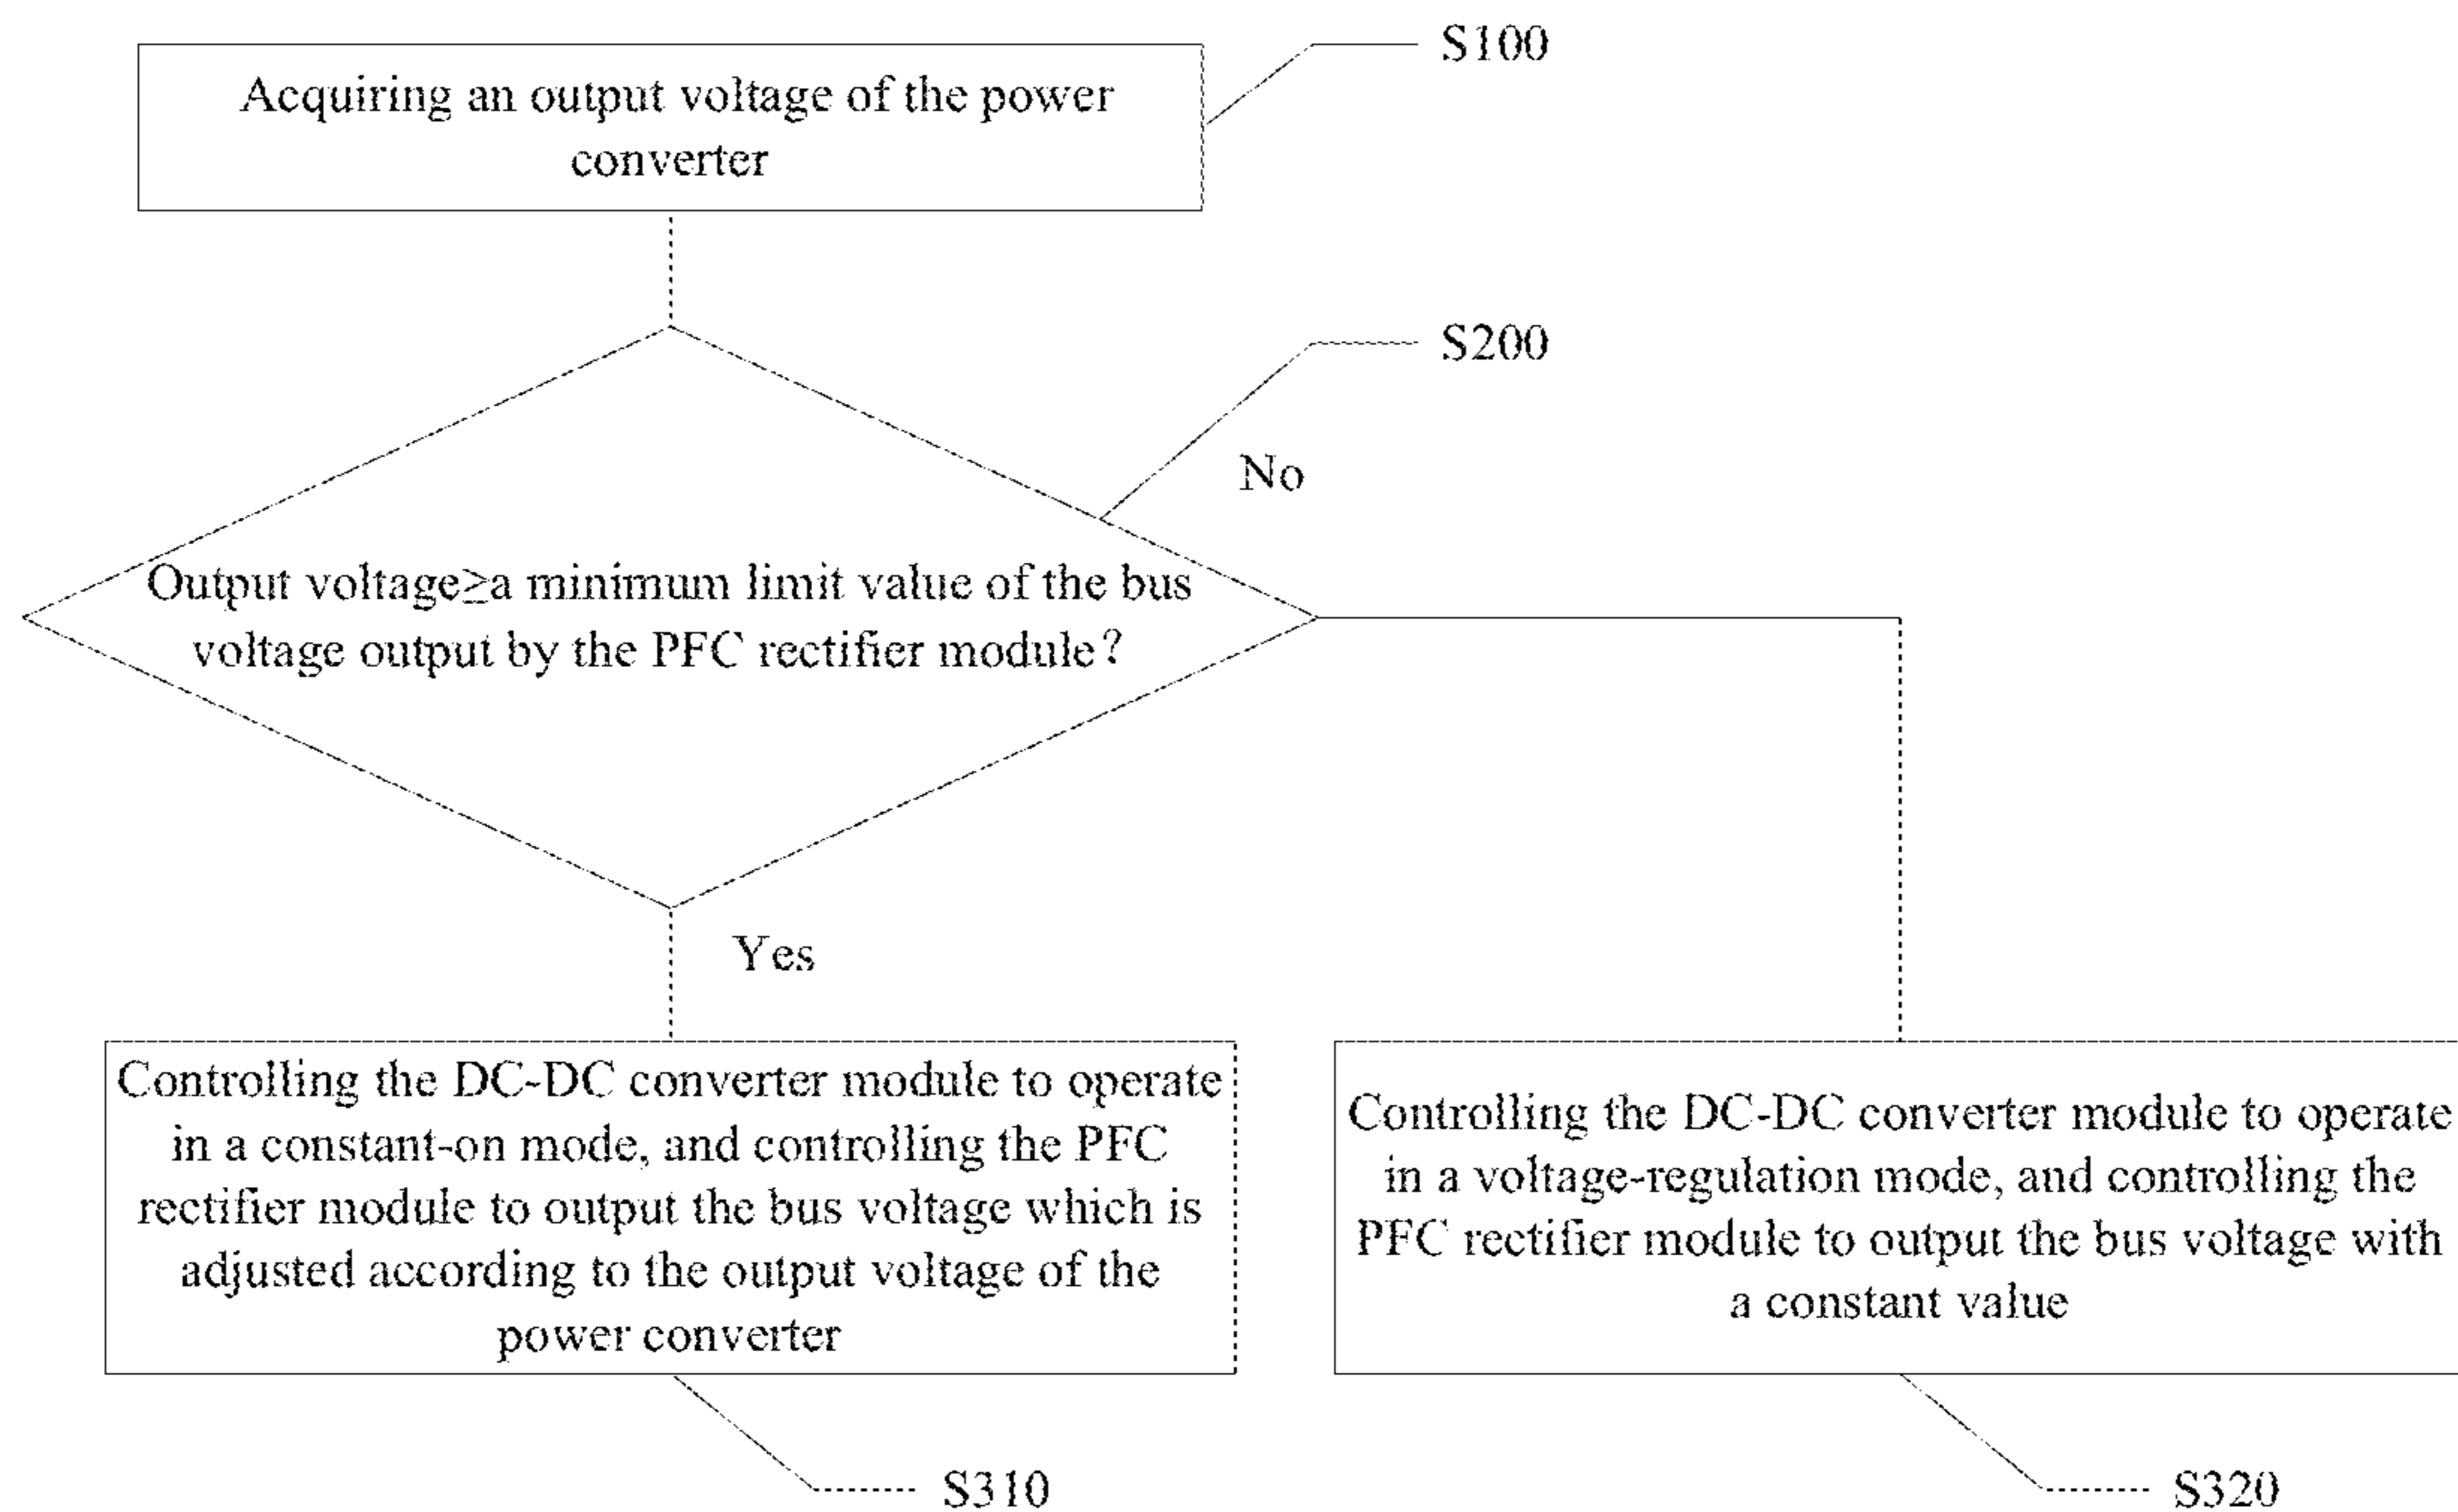 S100
Acquiring an output voltage of the power
converter
S200
No
Output voltage≥a minimum limit value of the bus
voltage output by the PFC rectifier module?
Yes
Controlling the DC-DC converter module to operate
in a constant-on mode, and controlling the PFC
rectifier module to output the bus voltage which is
adjusted according to the output voltage of the
power converter
Controlling the DC-DC converter module to operate
in a voltage-regulation mode, and controlling the
PFC rectifier module to output the bus voltage with
a constant value
S310
S320